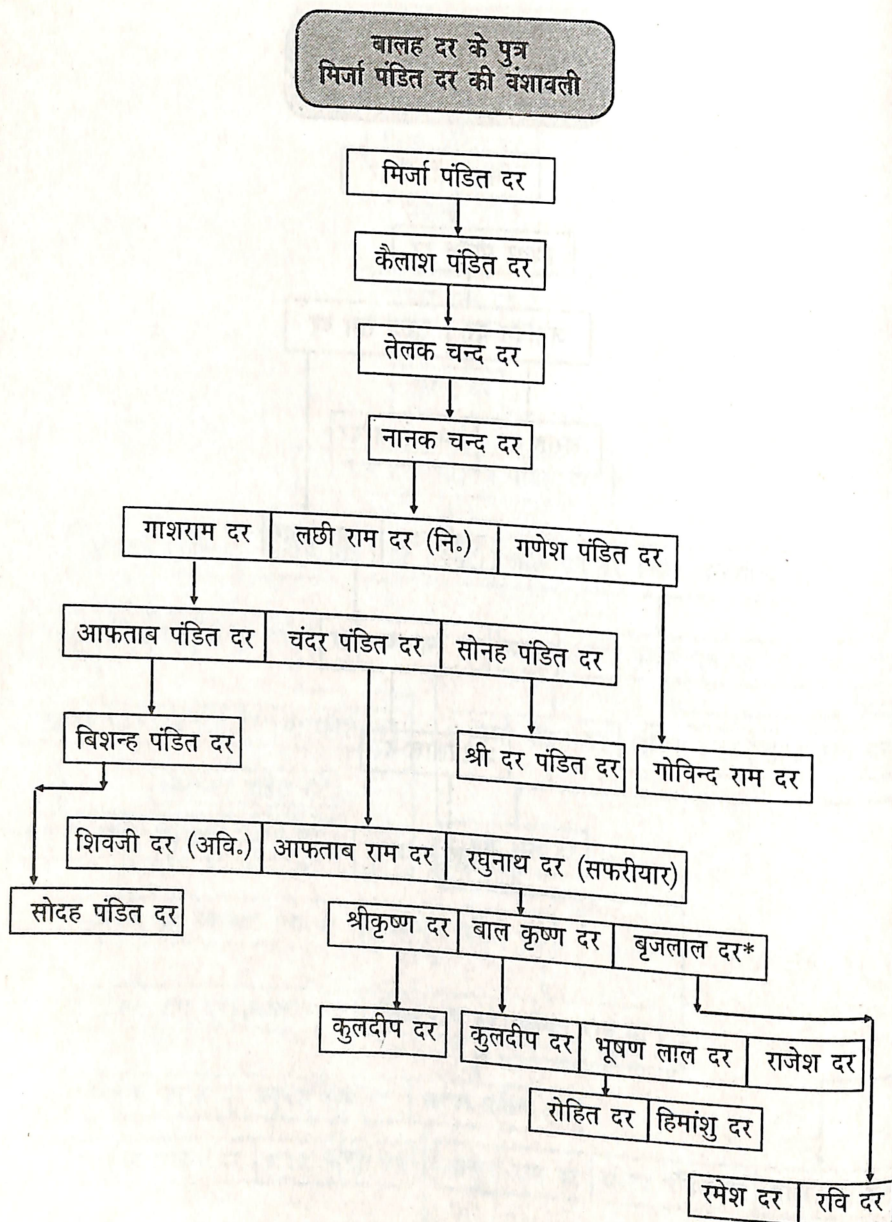 बालह दर के पुत्र
मिर्जा पंडित दर की वंशावली
मिर्जा पंडित दर
कैलाश पंडित दर
तेलक चन्द दर
नानक चन्द दर
गाशराम दर लछी राम दर (नि॰) गणेश पंडित दर
आफताब पंडित दर चंदर पंडित दर सोनह पंडित दर
बिशन्ह पंडित दर श्री दर पंडित दर गोविन्द राम दर
शिवजी दर (अवि॰) आफताब राम दर रघुनाथ दर (सफरीयार)
सोदह पंडित दर श्रीकृष्ण दर बाल कृष्ण दर बृजलाल दर*
कुलदीप दर कुलदीप दर भूषण लाल दर राजेश दर
रोहित दर हिमांशु दर
रमेश दर रवि दर